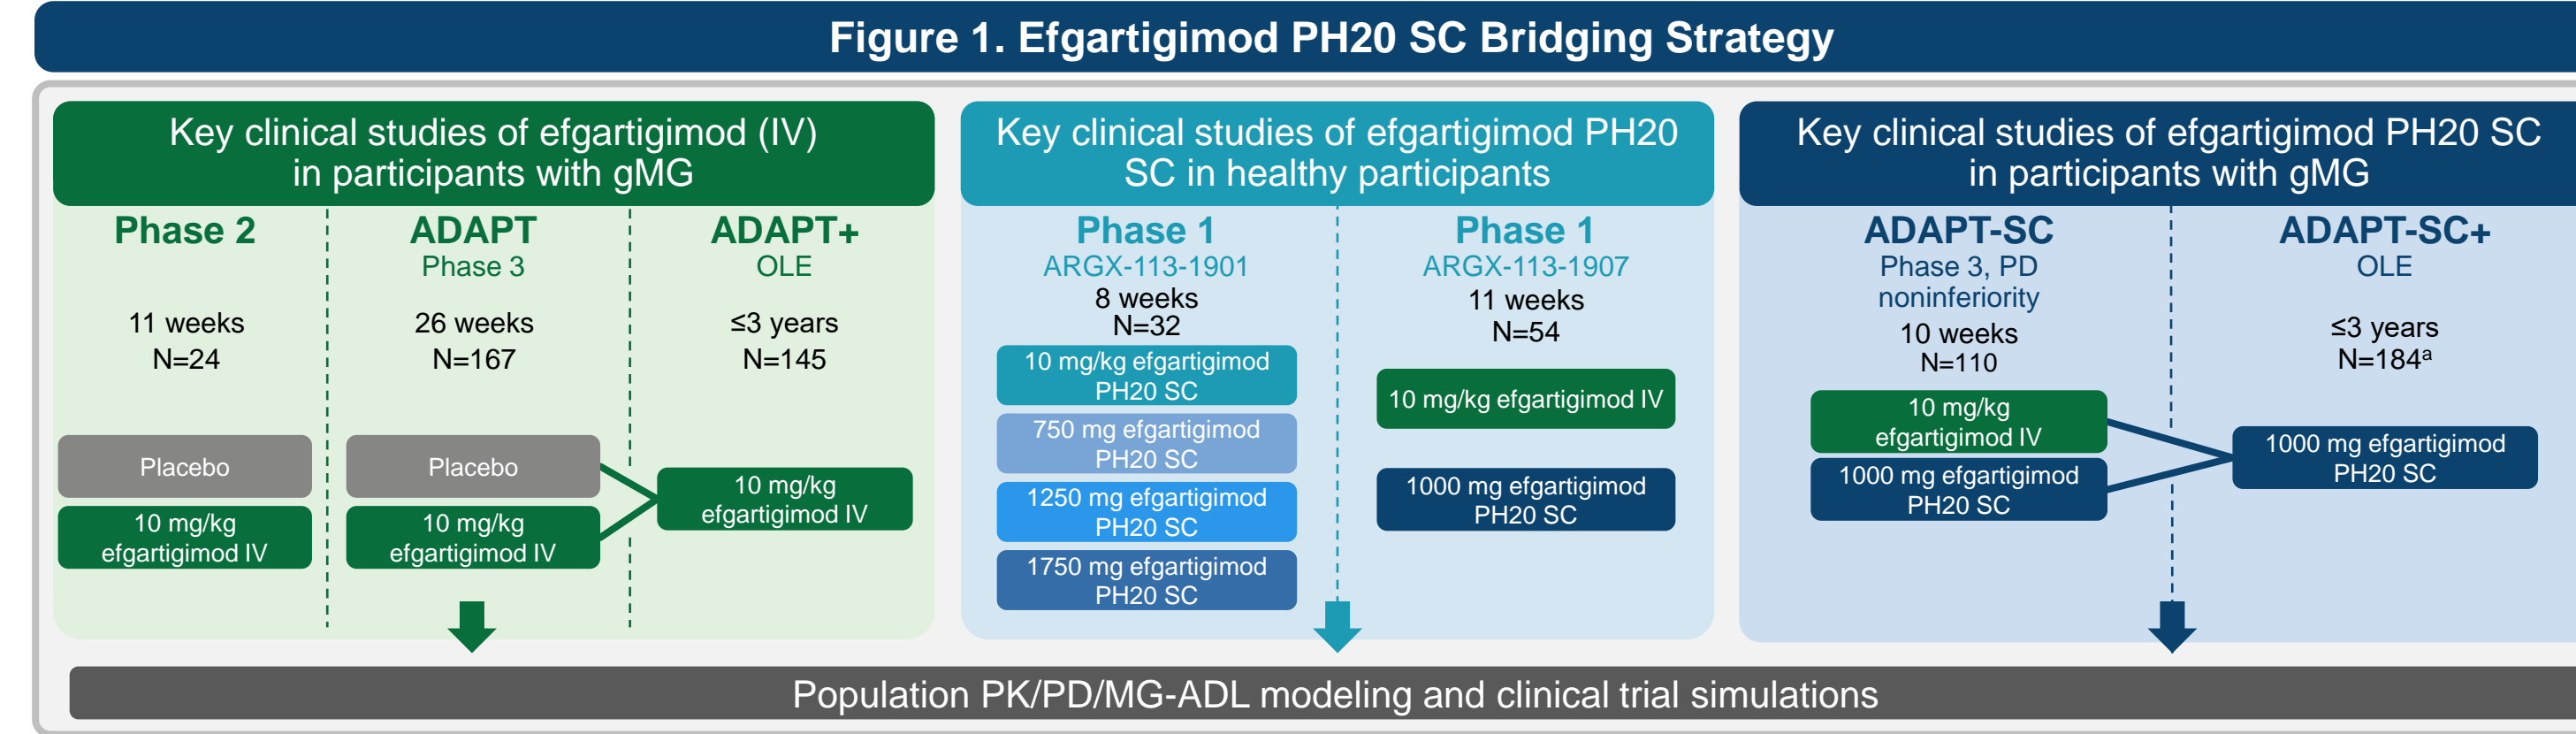 Figure 1. Efgartigimod PH20 SC Bridging Strategy
Key clinical studies of efgartigimod (IV)
in participants with gMG
Phase 2
11 weeks
N=24
Placebo
10 mg/kg
efgartigimod IV
ADAPT
Phase 3
26 weeks
N=167
Placebo
10 mg/kg
efgartigimod IV
ADAPT+
OLE
≤3 years
N=145
10 mg/kg
efgartigimod IV
Key clinical studies of efgartigimod PH20
SC in healthy participants
Phase 1
ARGX-113-1901
8 weeks
N=32
10 mg/kg efgartigimod
PH20 SC
750 mg efgartigimod
PH20 SC
1250 mg efgartigimod
PH20 SC
1750 mg efgartigimod
PH20 SC
Phase 1
ARGX-113-1907
11 weeks
N=54
10 mg/kg efgartigimod IV
1000 mg efgartigimod
PH20 SC
Key clinical studies of efgartigimod PH20 SC
in participants with gMG
ADAPT-SC
Phase 3, PD
noninferiority
10 weeks
N=110
10 mg/kg
efgartigimod IV
1000 mg efgartigimod
PH20 SC
ADAPT-SC+
OLE
≤3 years
N=184ᵃ
1000 mg efgartigimod
PH20 SC
Population PK/PD/MG-ADL modeling and clinical trial simulations